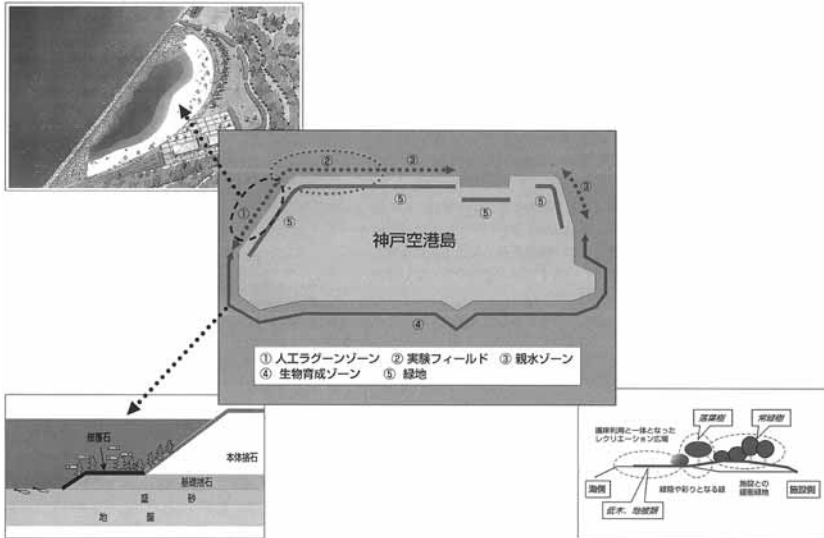 ②
③
①
⑤
⑤
⑤
⑤
③
神戸空港島
④
① 人工ラグーンゾーン ② 実験フィールド ③ 親水ゾーン
④ 生物育成ゾーン ⑤ 緑地
根固石
本体捨石
基礎捨石
盛 砂
地 盤
落葉樹
常緑樹
護岸利用と一体となった
レクリエーション広場
海側
緑陰や彩りとなる緑
施設との
緩衝緑地
施設側
低木、地被類